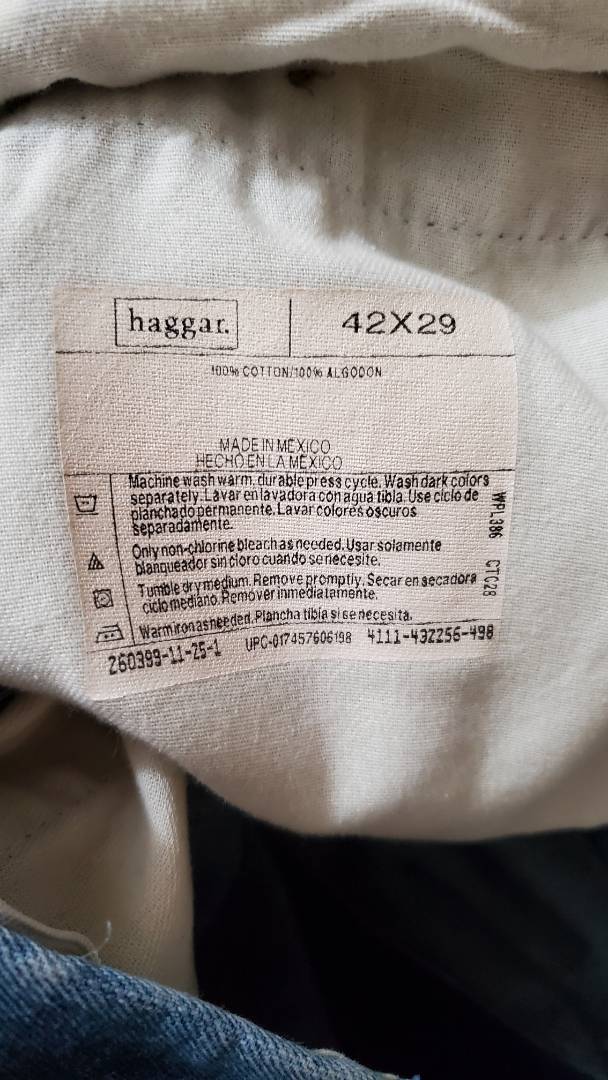 haggar.
42X29
100% COTTON/100% ALGODON
MADE IN MEXICO
HECHO EN LA MEXICO
Machine wash warm, durable press cycle. Wash dark colors
separately. Lavar en lavadora con agua tibla. Use ciclo de
planchado permanente. Lavar colores oscuros
separadamente.
Only non-chlorine bleach as needed. Usar solamente
blanqueador sin cloro cuando se necesite.
Tumble dry medium. Remove promptly. Secar en secadora
ciclo mediano. Remover inmediatamente.
Warm iron as needed. Plancha tibia si se necesita.
WPL386 CTC28
260399-11-25-1 UPC-017457606198 4111-432256-498